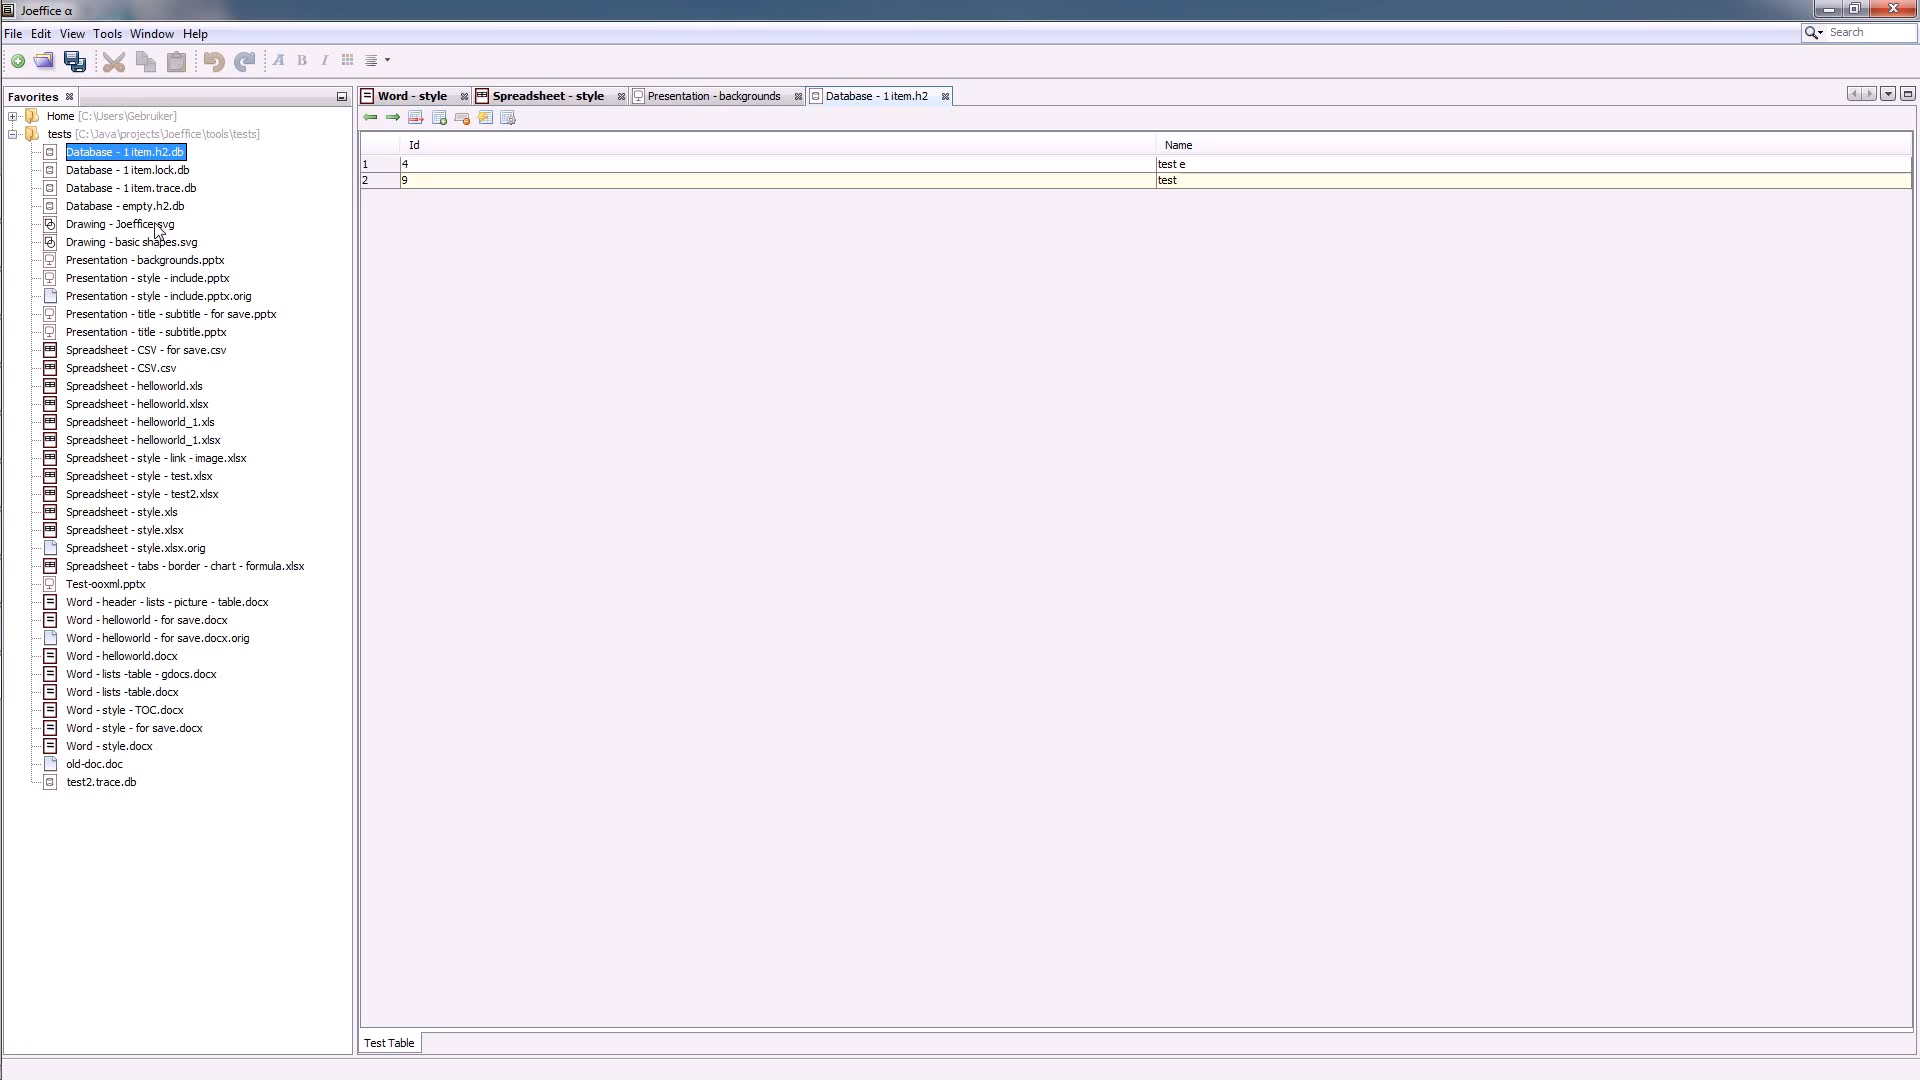 Joeffice α
File Edit View Tools Window Help
Search
Favorites
Word - style
Spreadsheet - style
Presentation - backgrounds
Database - 1 item.h2
Home [C:\Users\Gebruiker]
tests [C:\Java\projects\Joeffice\tools\tests]
Database - 1 item.h2.db
Database - 1 item.lock.db
Database - 1 item.trace.db
Database - empty.h2.db
Drawing - Joeffice.svg
Drawing - basic shapes.svg
Presentation - backgrounds.pptx
Presentation - style - include.pptx
Presentation - style - include.pptx.orig
Presentation - title - subtitle - for save.pptx
Presentation - title - subtitle.pptx
Spreadsheet - CSV - for save.csv
Spreadsheet - CSV.csv
Spreadsheet - helloworld.xls
Spreadsheet - helloworld.xlsx
Spreadsheet - helloworld_1.xls
Spreadsheet - helloworld_1.xlsx
Spreadsheet - style - link - image.xlsx
Spreadsheet - style - test.xlsx
Spreadsheet - style - test2.xlsx
Spreadsheet - style.xls
Spreadsheet - style.xlsx
Spreadsheet - style.xlsx.orig
Spreadsheet - tabs - border - chart - formula.xlsx
Test-ooxml.pptx
Word - header - lists - picture - table.docx
Word - helloworld - for save.docx
Word - helloworld - for save.docx.orig
Word - helloworld.docx
Word - lists -table - gdocs.docx
Word - lists -table.docx
Word - style - TOC.docx
Word - style - for save.docx
Word - style.docx
old-doc.doc
test2.trace.db
Id Name
1 4 test e
2 9 test
Test Table